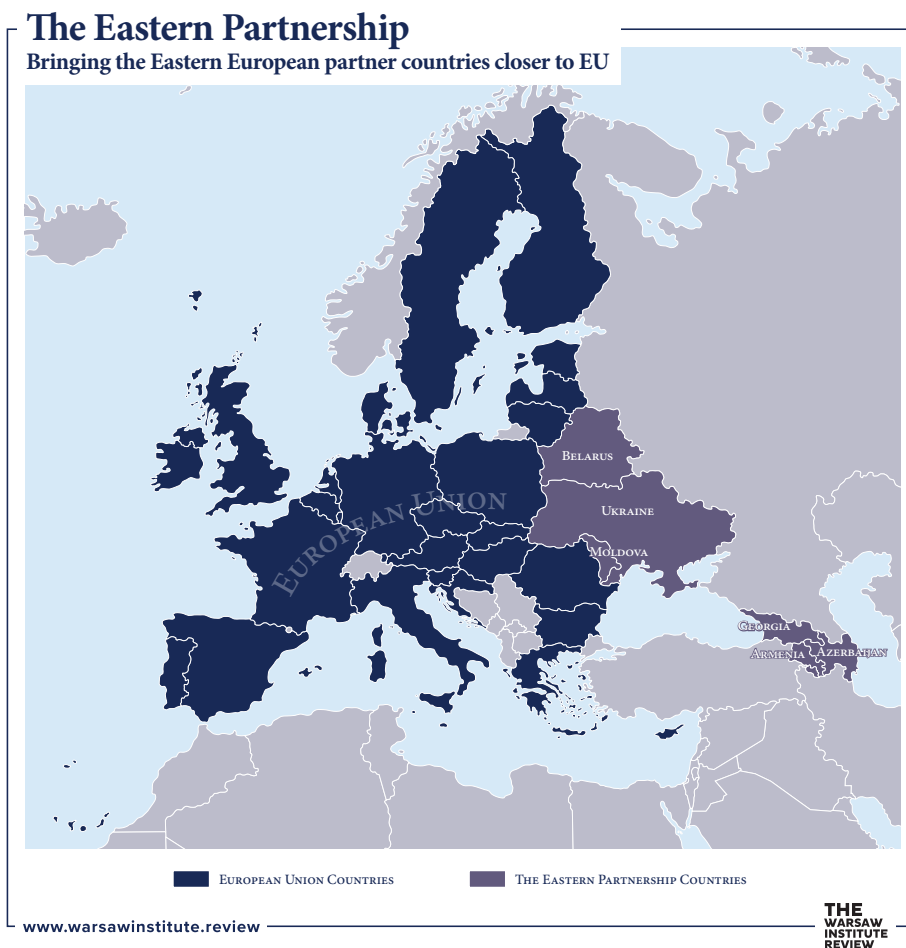 The Eastern Partnership
Bringing the Eastern European partner countries closer to EU
Belarus
European Union
Ukraine
Moldova
Georgia
Armenia
Azerbaijan
European Union Countries
The Eastern Partnership Countries
www.warsawinstitute.review
THE
WARSAW
INSTITUTE
REVIEW